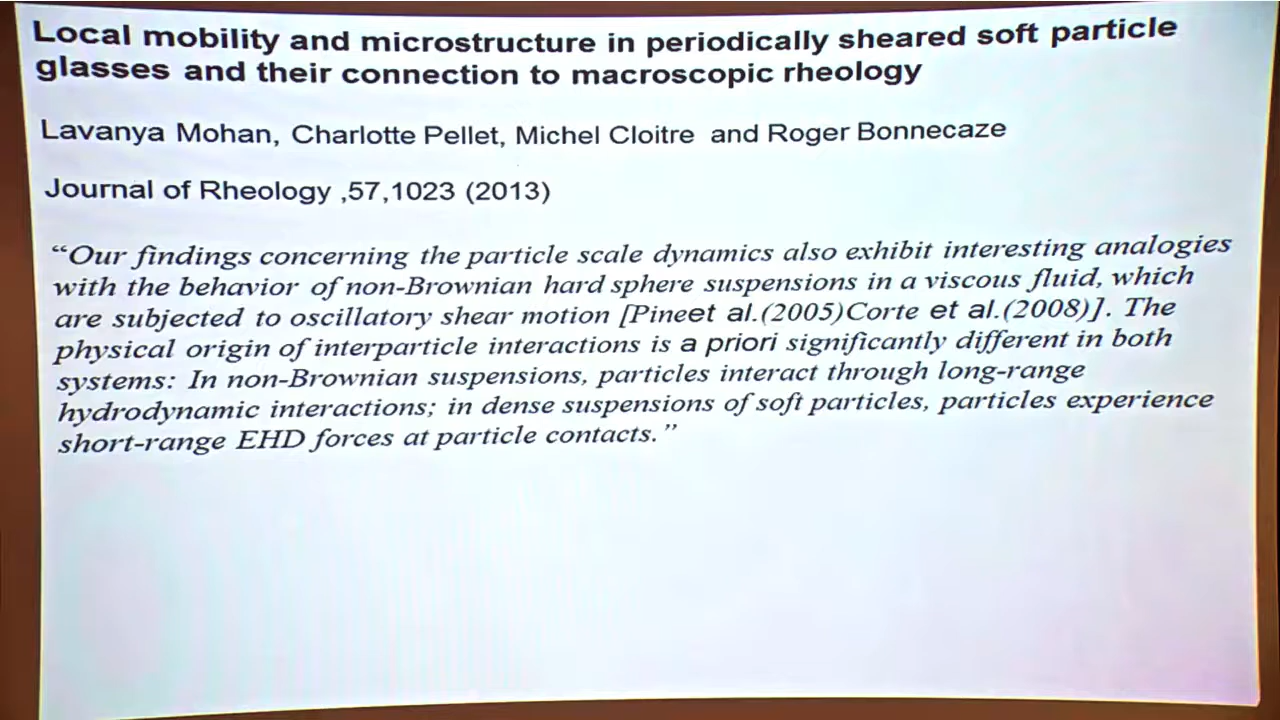 Local mobility and microstructure in periodically sheared soft particle
glasses and their connection to macroscopic rheology
Lavanya Mohan, Charlotte Pellet, Michel Cloitre and Roger Bonnecaze
Journal of Rheology ,57,1023 (2013)
“Our findings concerning the particle scale dynamics also exhibit interesting analogies
with the behavior of non-Brownian hard sphere suspensions in a viscous fluid, which
are subjected to oscillatory shear motion [Pineet al.(2005)Corte et al.(2008)]. The
physical origin of interparticle interactions is a priori significantly different in both
systems: In non-Brownian suspensions, particles interact through long-range
hydrodynamic interactions; in dense suspensions of soft particles, particles experience
short-range EHD forces at particle contacts.”